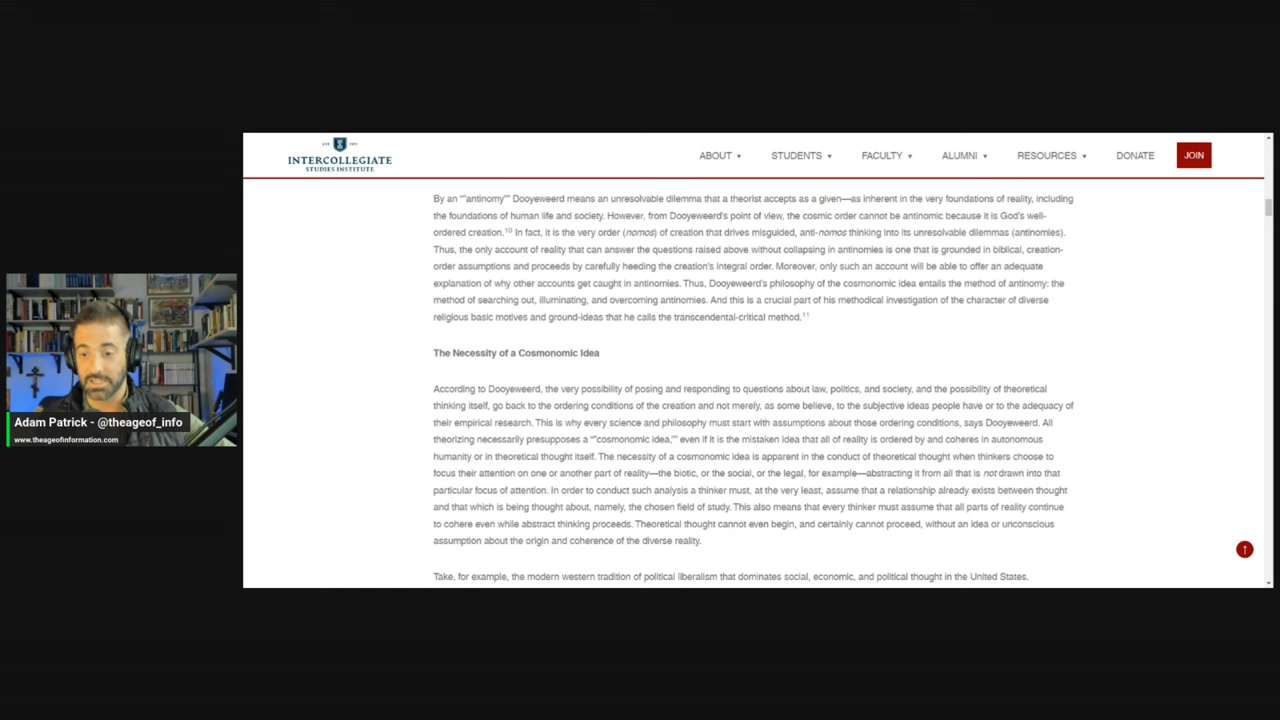 EST. 1953
INTERCOLLEGIATE
STUDIES INSTITUTE
ABOUT ▾ STUDENTS ▾ FACULTY ▾ ALUMNI ▾ RESOURCES ▾ DONATE JOIN
By an “"antinomy"” Dooyeweerd means an unresolvable dilemma that a theorist accepts as a given—as inherent in the very foundations of reality, including
the foundations of human life and society. However, from Dooyeweerd's point of view, the cosmic order cannot be antinomic because it is God's well-
ordered creation.10 In fact, it is the very order (nomos) of creation that drives misguided, anti-nomos thinking into its unresolvable dilemmas (antinomies).
Thus, the only account of reality that can answer the questions raised above without collapsing in antinomies is one that is grounded in biblical, creation-
order assumptions and proceeds by carefully heeding the creation's integral order. Moreover, only such an account will be able to offer an adequate
explanation of why other accounts get caught in antinomies. Thus, Dooyeweerd's philosophy of the cosmonomic idea entails the method of antinomy: the
method of searching out, illuminating, and overcoming antinomies. And this is a crucial part of his methodical investigation of the character of diverse
religious basic motives and ground-ideas that he calls the transcendental-critical method.11
The Necessity of a Cosmonomic Idea
According to Dooyeweerd, the very possibility of posing and responding to questions about law, politics, and society, and the possibility of theoretical
thinking itself, go back to the ordering conditions of the creation and not merely, as some believe, to the subjective ideas people have or to the adequacy of
their empirical research. This is why every science and philosophy must start with assumptions about those ordering conditions, says Dooyeweerd. All
theorizing necessarily presupposes a “"cosmonomic idea,"” even if it is the mistaken idea that all of reality is ordered by and coheres in autonomous
humanity or in theoretical thought itself. The necessity of a cosmonomic idea is apparent in the conduct of theoretical thought when thinkers choose to
focus their attention on one or another part of reality—the biotic, or the social, or the legal, for example—abstracting it from all that is not drawn into that
particular focus of attention. In order to conduct such analysis a thinker must, at the very least, assume that a relationship already exists between thought
and that which is being thought about, namely, the chosen field of study. This also means that every thinker must assume that all parts of reality continue
to cohere even while abstract thinking proceeds. Theoretical thought cannot even begin, and certainly cannot proceed, without an idea or unconscious
assumption about the origin and coherence of the diverse reality.
Take, for example, the modern western tradition of political liberalism that dominates social, economic, and political thought in the United States.
Adam Patrick - @theageof_info
www.theageofinformation.com